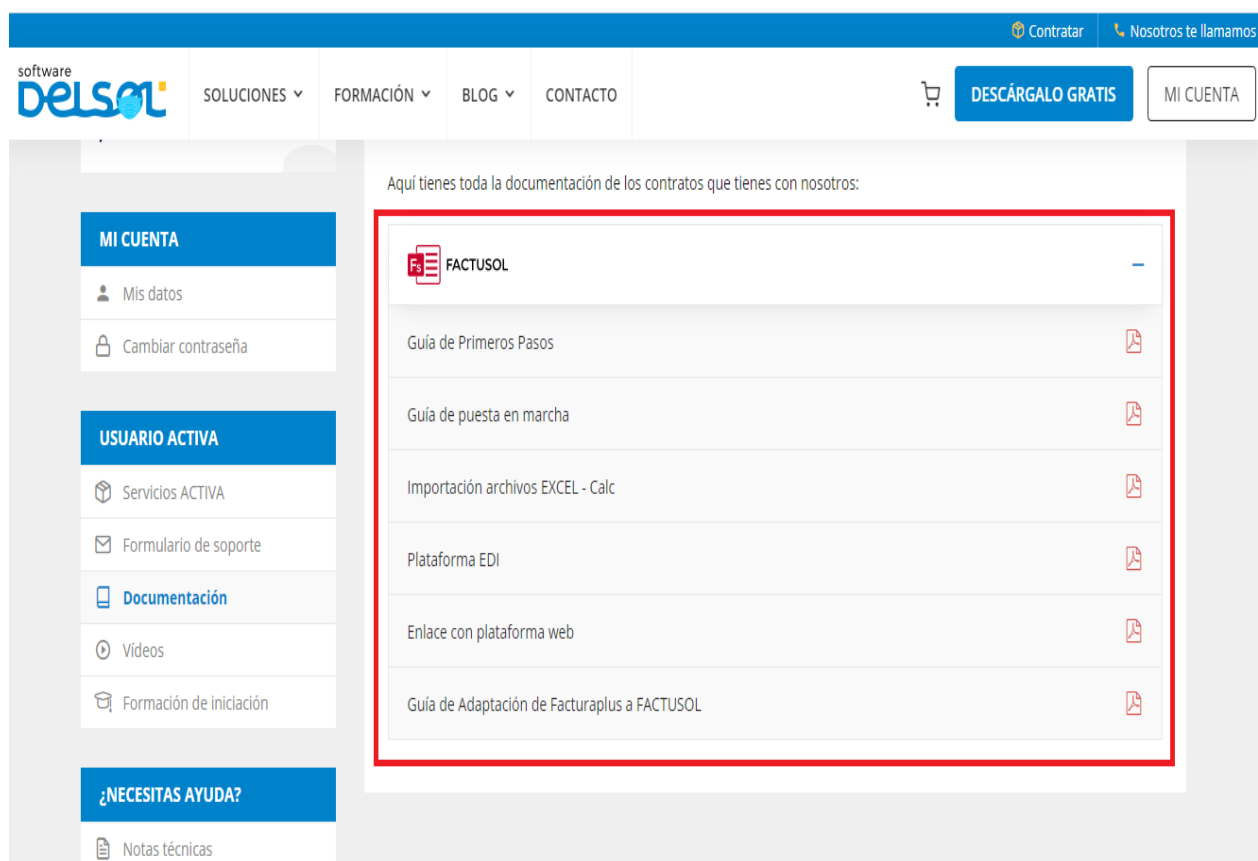 Contratar
Nosotros te llamamos
software
DELSOL
SOLUCIONES
FORMACIÓN
BLOG
CONTACTO
DESCÁRGALO GRATIS
MI CUENTA
Aquí tienes toda la documentación de los contratos que tienes con nosotros:
MI CUENTA
Mis datos
Cambiar contraseña
USUARIO ACTIVA
Servicios ACTIVA
Formulario de soporte
Documentación
Vídeos
Formación de iniciación
¿NECESITAS AYUDA?
Notas técnicas
Fs FACTUSOL
Guía de Primeros Pasos
Guía de puesta en marcha
Importación archivos EXCEL - Calc
Plataforma EDI
Enlace con plataforma web
Guía de Adaptación de Facturaplus a FACTUSOL